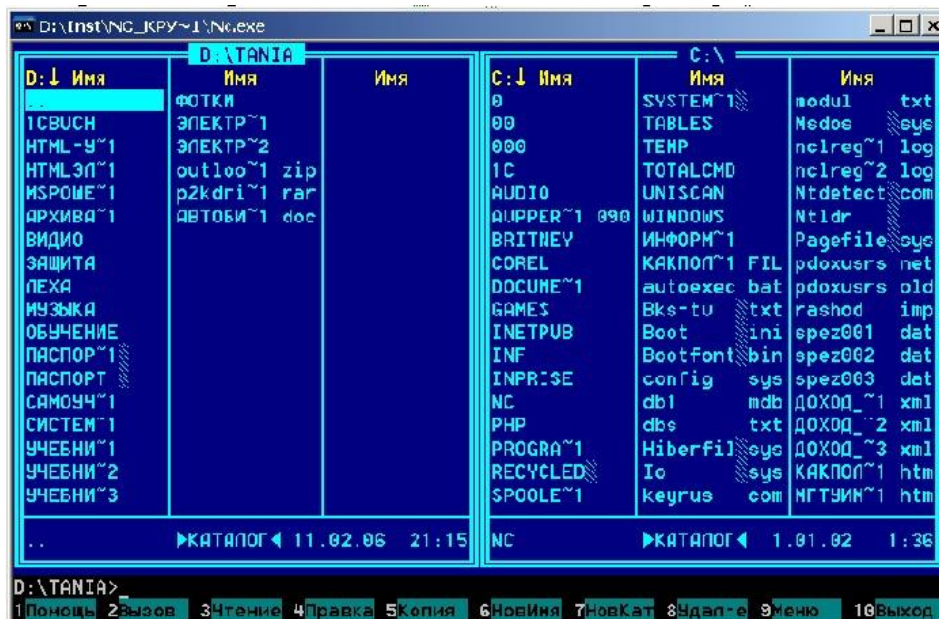 D:\Inst\NC_КРУ~1\Nc.exe
D:\TANIA C:\
D:↓ Имя Имя Имя C:↓ Имя Имя Имя
.. ФОТКИ 0 SYSTEM~1░ modul txt
1CBUCH ЭЛЕКТР~1 00 TABLES Msdos ░sys
HTML-У~1 ЭЛЕКТР~2 000 TEMP nclreg~1 log
HTMLЭЛ~1 outloo~1 zip 1C TOTALCMD nclreg~2 log
MSPOWE~1 p2kdri~1 rar AUDIO UNISCAN Ntdetect░com
АРХИВА~1 АВТОБИ~1 doc AUPPER~1 090 WINDOWS Ntldr ░
ВИДИО BRITNEY ИНФОРМ~1 Pagefile░sys
ЗАЩИТА COREL КАКПОЛ~1 FIL pdoxusrs net
ЛЕХА DOCUME~1 autoexec bat pdoxusrs old
МУЗЫКА GAMES Bks-tu ░txt rashod imp
ОБУЧЕНИЕ INETPUB Boot ░ini spez001 dat
ПАСПОР~1░ INF Bootfont░bin spez002 dat
ПАСПОРТ ░ INPRISE config sys spez003 dat
САМОУЧ~1 NC db1 mdb ДОХОД_~1 xml
СИСТЕМ~1 PHP dbs txt ДОХОД_~2 xml
УЧЕБНИ~1 PROGRA~1 Hiberfil░sys ДОХОД_~3 xml
УЧЕБНИ~2 RECYCLED░ Io ░sys КАКПОЛ~1 htm
УЧЕБНИ~3 SPOOLE~1 keyrus com МГТУИМ~1 htm
.. ►КАТАЛОГ◄ 11.02.06 21:15 NC ►КАТАЛОГ◄ 1.01.02 1:36
D:\TANIA>_
1Помощь 2Вызов 3Чтение 4Правка 5Копия 6НовИмя 7НовКат 8Удал-е 9Меню 10Выход